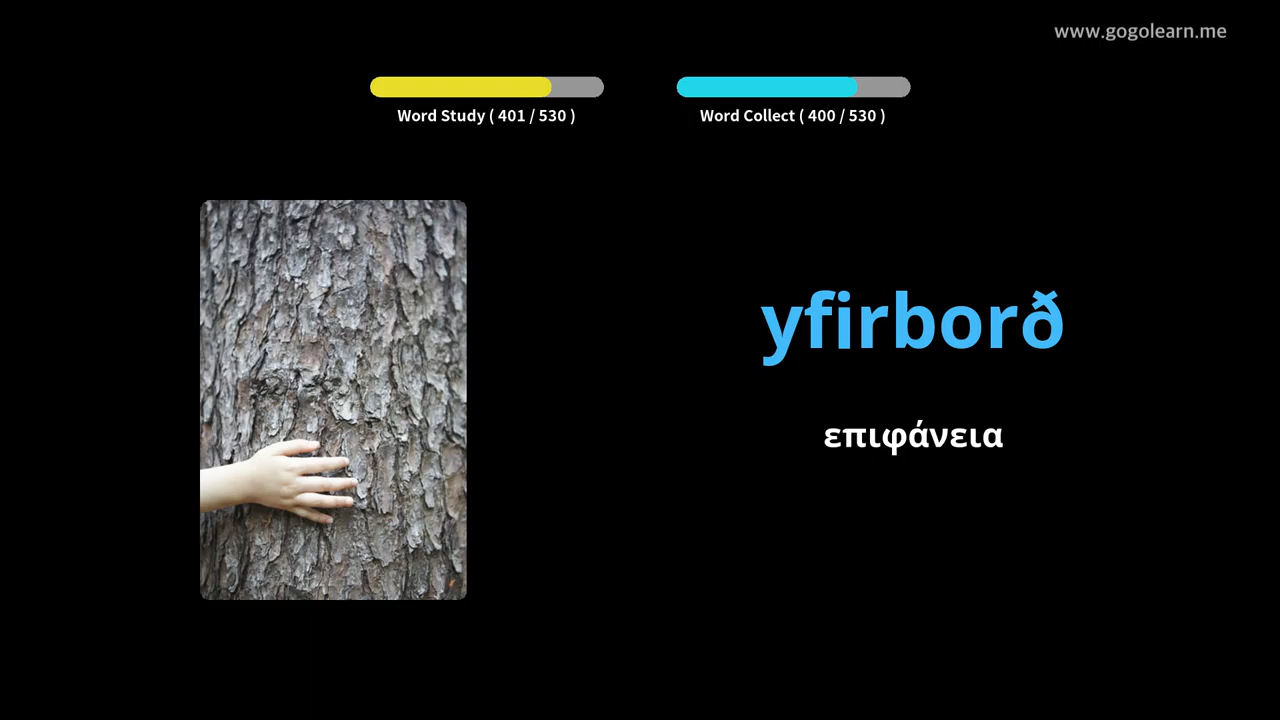 www.gogolearn.me
Word Study ( 401 / 530 )
Word Collect ( 400 / 530 )
yfirborð
επιφάνεια